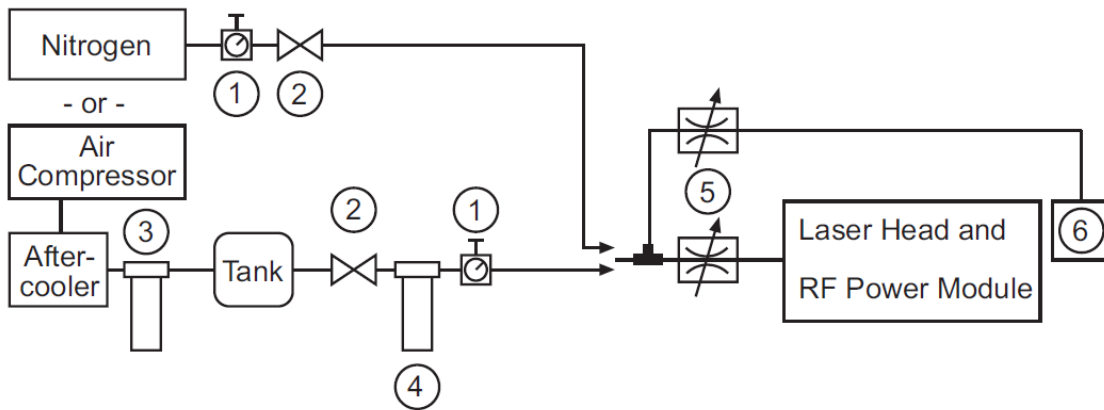 Nitrogen
1
2
- or -
Air
Compressor
3
2
1
5
6
After-
cooler
Tank
Laser Head and
RF Power Module
4